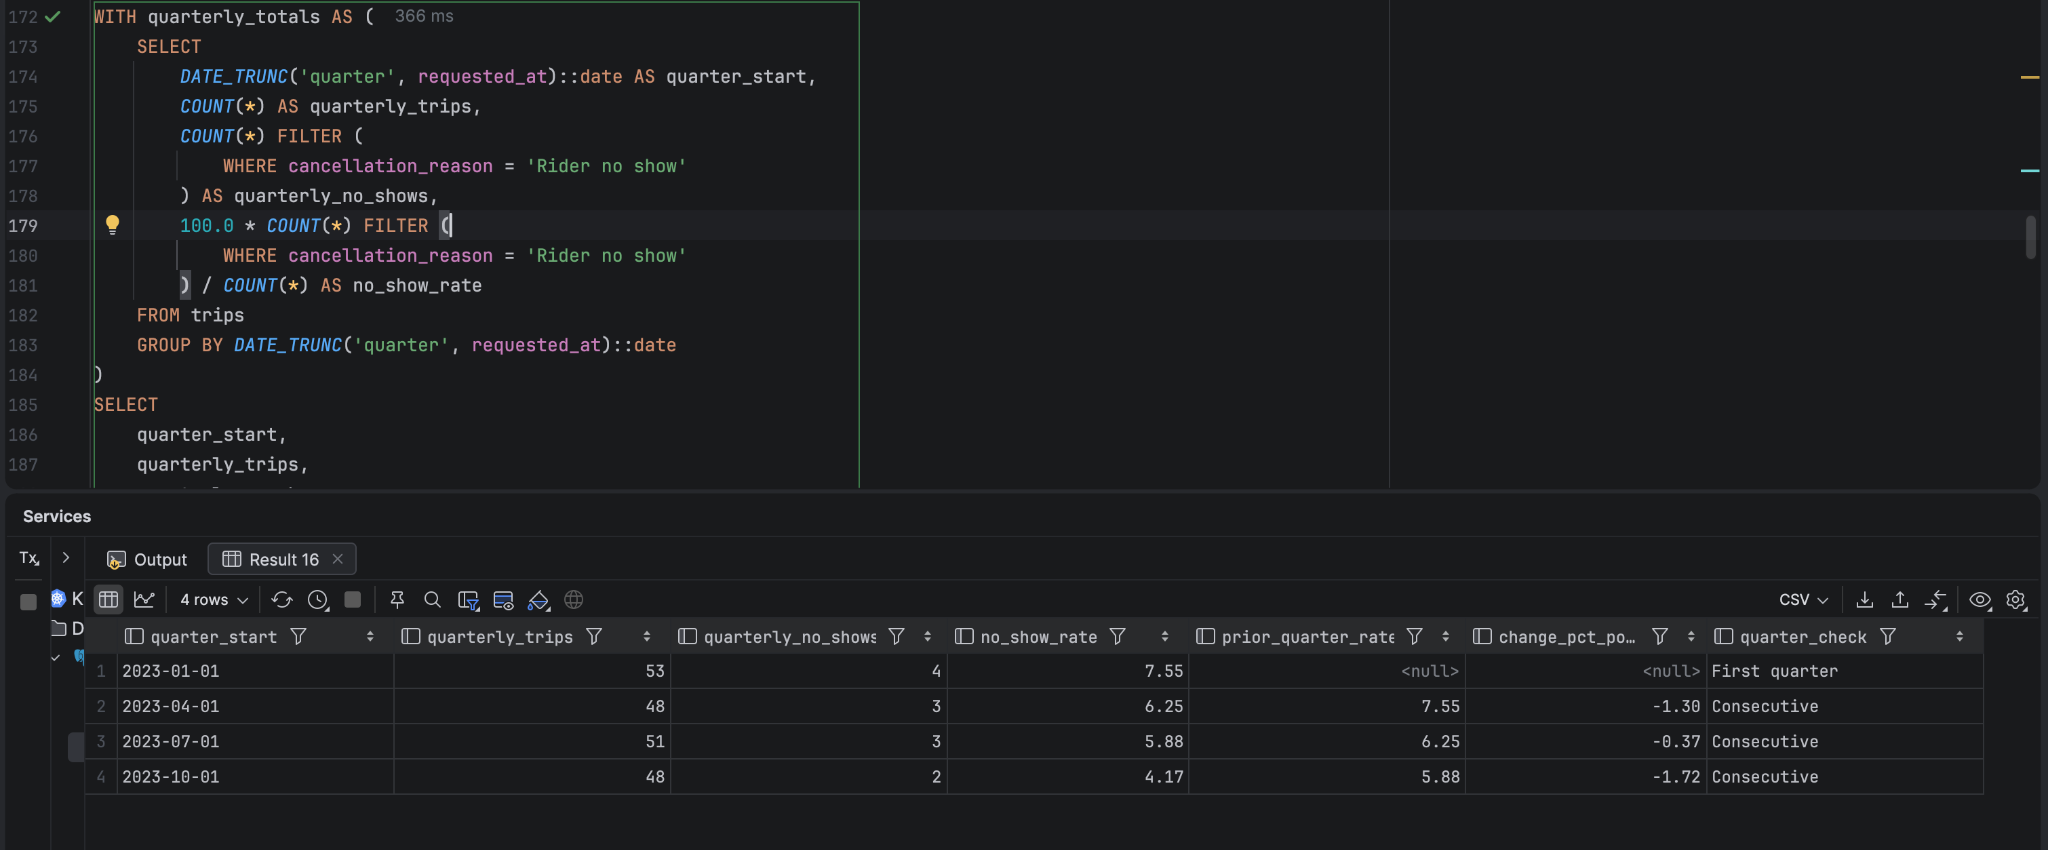 172 WITH quarterly_totals AS ( 366 ms
173 SELECT
174 DATE_TRUNC('quarter', requested_at)::date AS quarter_start,
175 COUNT(*) AS quarterly_trips,
176 COUNT(*) FILTER (
177 WHERE cancellation_reason = 'Rider no show'
178 ) AS quarterly_no_shows,
179 100.0 * COUNT(*) FILTER (
180 WHERE cancellation_reason = 'Rider no show'
181 ) / COUNT(*) AS no_show_rate
182 FROM trips
183 GROUP BY DATE_TRUNC('quarter', requested_at)::date
184 )
185 SELECT
186 quarter_start,
187 quarterly_trips,
Services
Tx Output Result 16
K 4 rows CSV
D quarter_start quarterly_trips quarterly_no_shows no_show_rate prior_quarter_rate change_pct_po... quarter_check
1 2023-01-01 53 4 7.55 <null> <null> First quarter
2 2023-04-01 48 3 6.25 7.55 -1.30 Consecutive
3 2023-07-01 51 3 5.88 6.25 -0.37 Consecutive
4 2023-10-01 48 2 4.17 5.88 -1.72 Consecutive